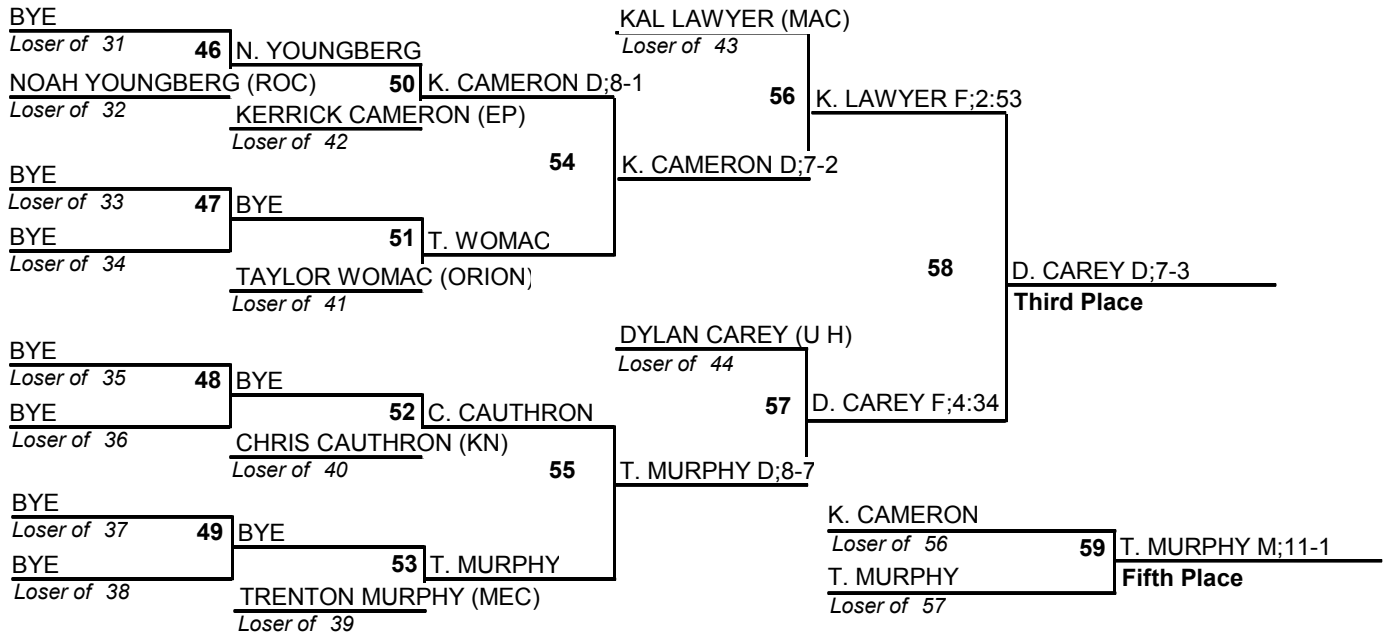 BYE
Loser of 31
46
N. YOUNGBERG
NOAH YOUNGBERG (ROC)
Loser of 32
50
K. CAMERON D;8-1
KERRICK CAMERON (EP)
Loser of 42
BYE
Loser of 33
47
BYE
BYE
Loser of 34
51
T. WOMAC
TAYLOR WOMAC (ORION)
Loser of 41
54
K. CAMERON D;7-2
KAL LAWYER (MAC)
Loser of 43
56
K. LAWYER F;2:53
BYE
Loser of 35
48
BYE
BYE
Loser of 36
52
C. CAUTHRON
CHRIS CAUTHRON (KN)
Loser of 40
BYE
Loser of 37
49
BYE
BYE
Loser of 38
53
T. MURPHY
TRENTON MURPHY (MEC)
Loser of 39
55
T. MURPHY D;8-7
DYLAN CAREY (U H)
Loser of 44
57
D. CAREY F;4:34
58
D. CAREY D;7-3
Third Place
K. CAMERON
Loser of 56
59
T. MURPHY M;11-1
T. MURPHY
Fifth Place
Loser of 57